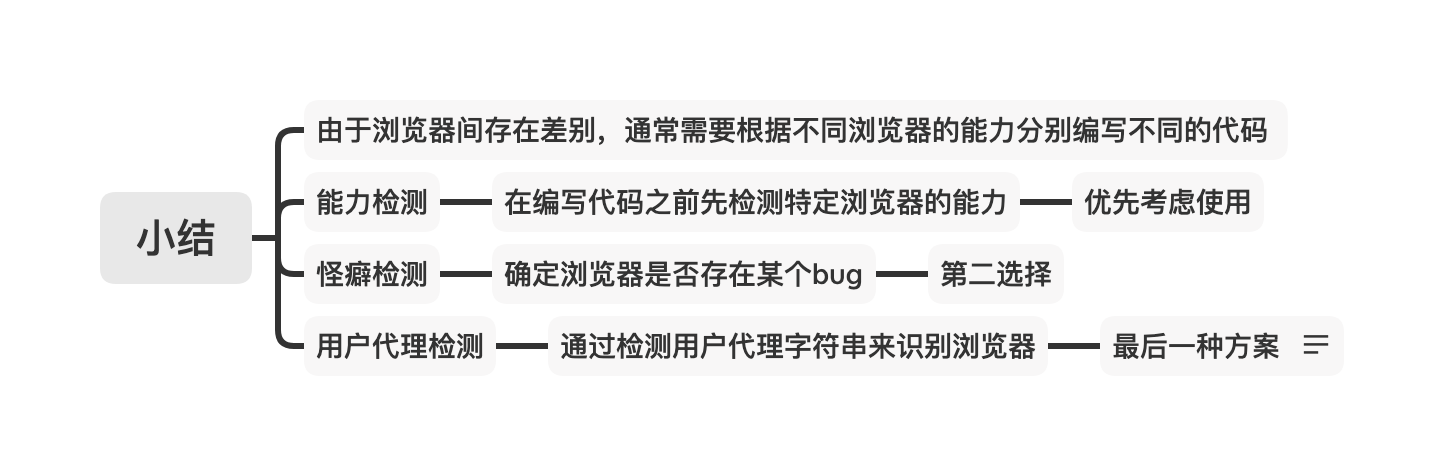 小结
由于浏览器间存在差别，通常需要根据不同浏览器的能力分别编写不同的代码
能力检测
在编写代码之前先检测特定浏览器的能力
优先考虑使用
怪癖检测
确定浏览器是否存在某个bug
第二选择
用户代理检测
通过检测用户代理字符串来识别浏览器
最后一种方案